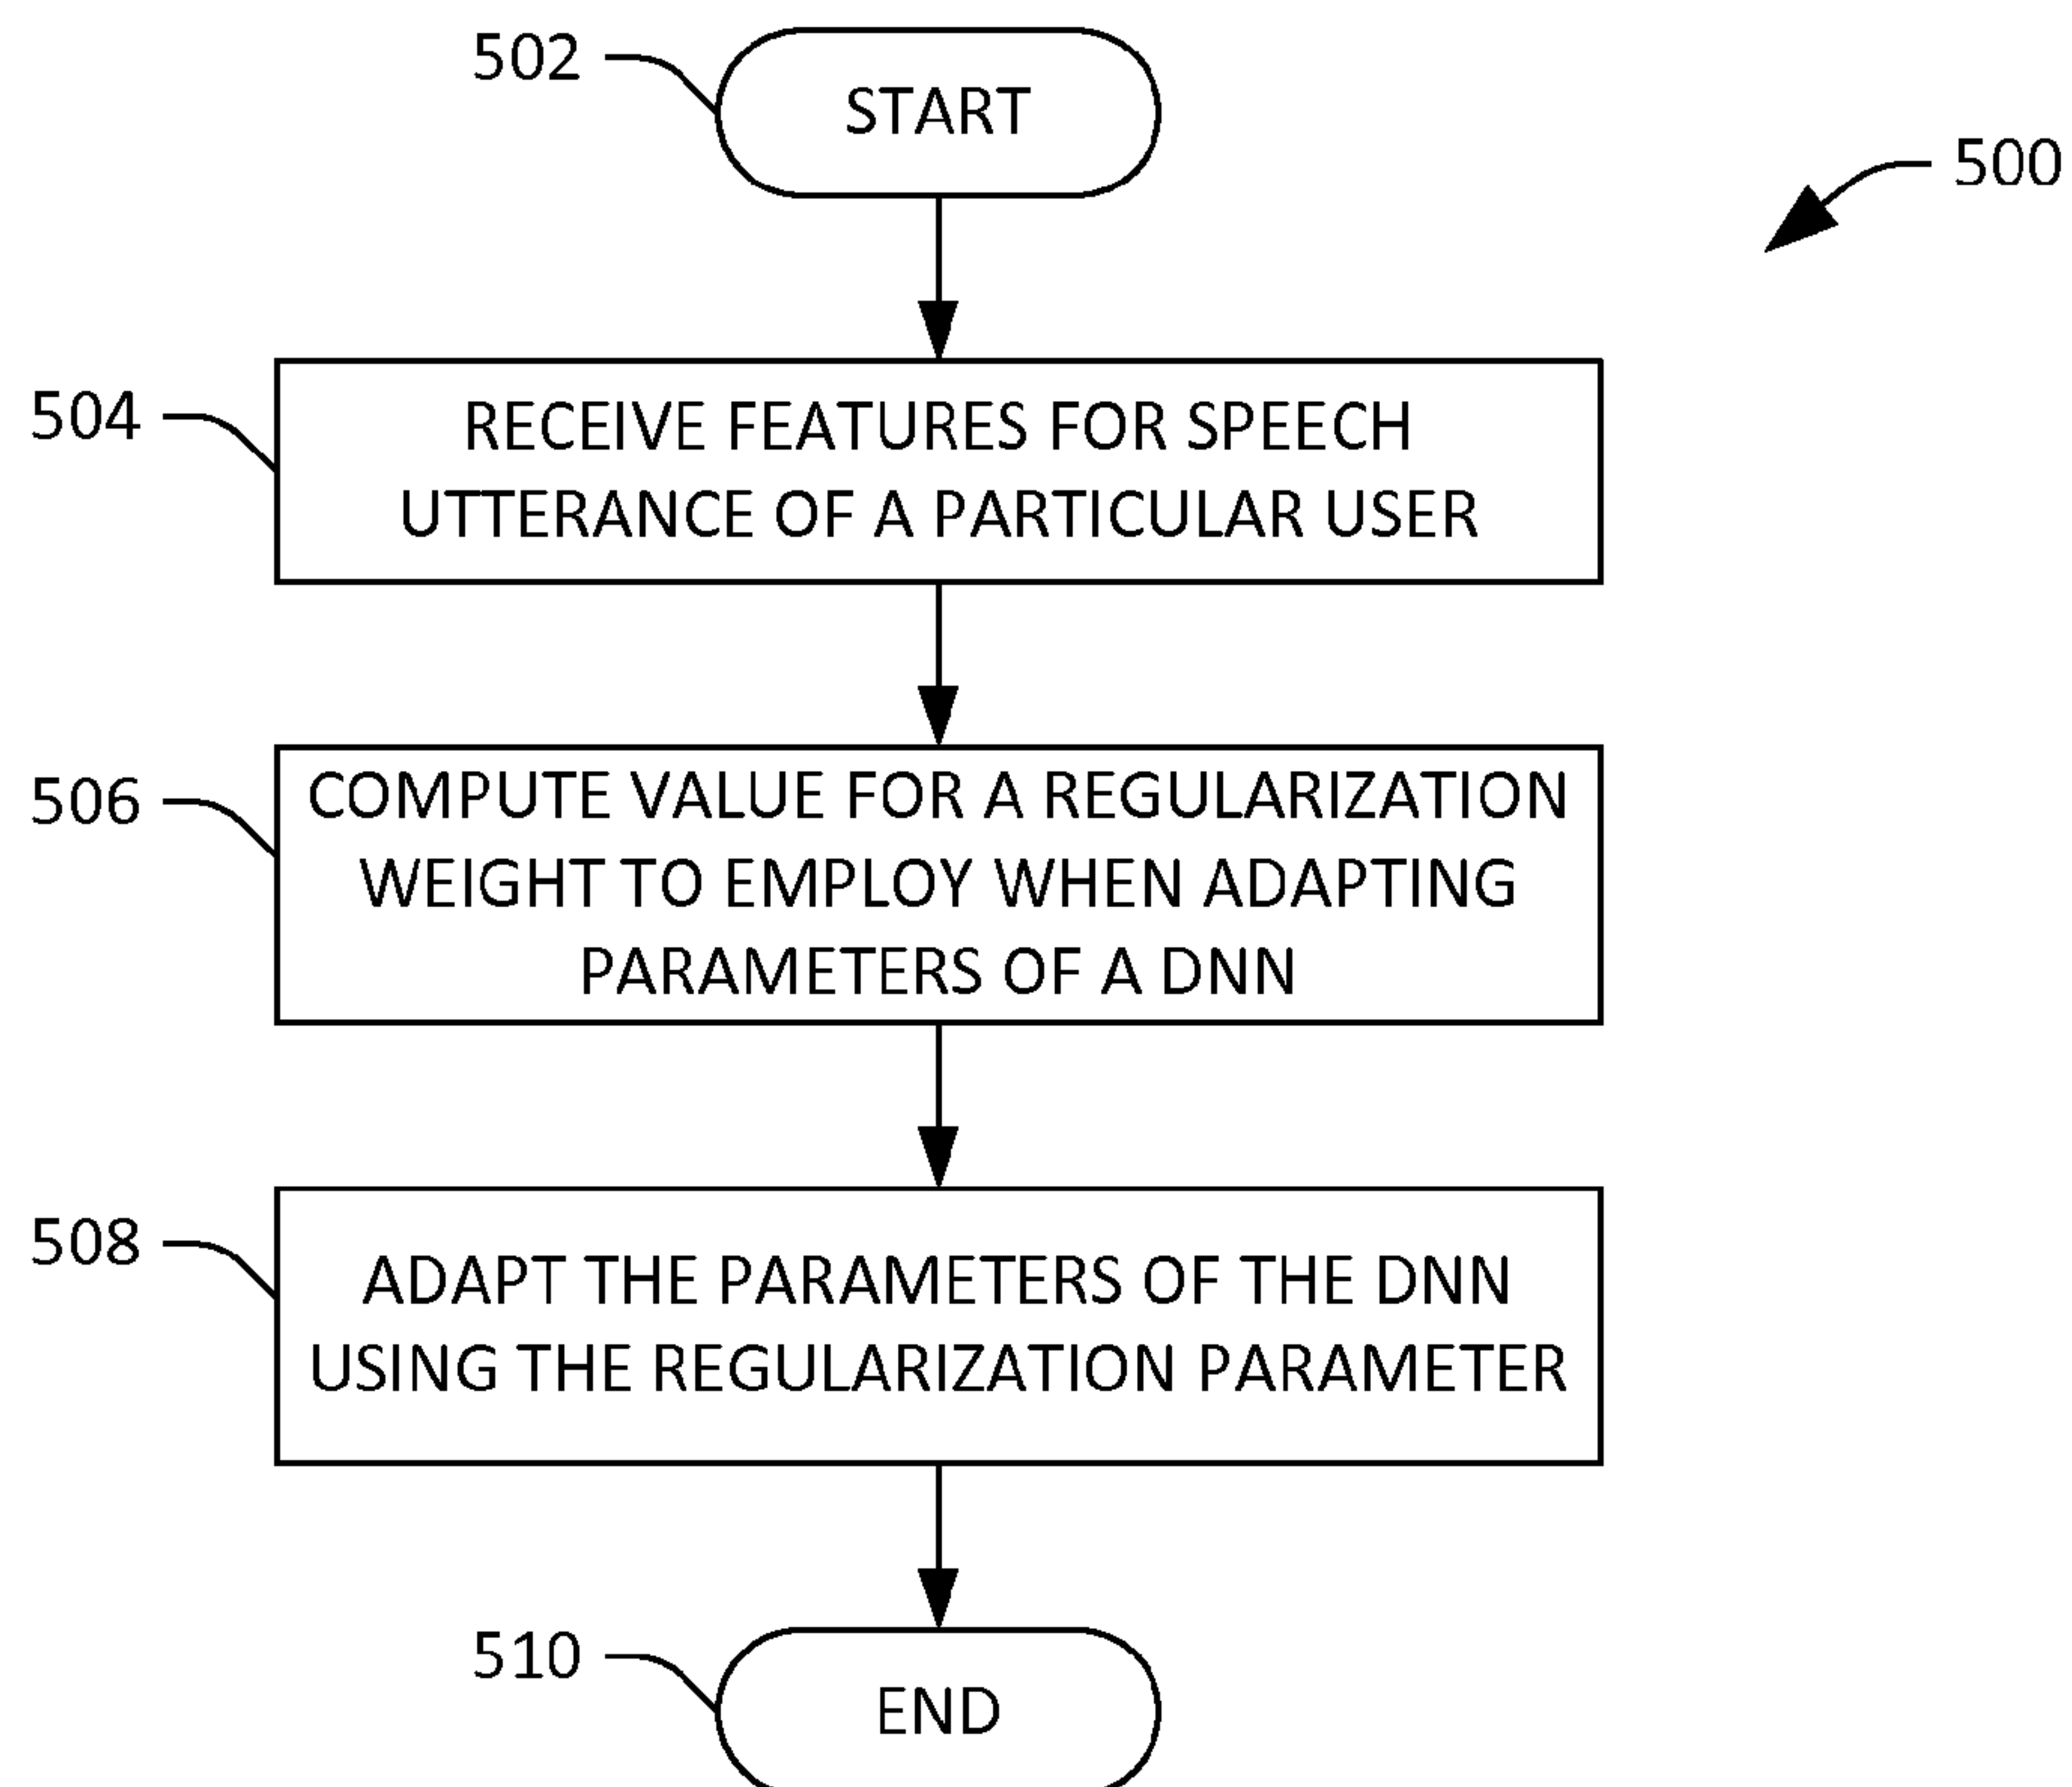 502
START
500
504
RECEIVE FEATURES FOR SPEECH
UTTERANCE OF A PARTICULAR USER
506
COMPUTE VALUE FOR A REGULARIZATION
WEIGHT TO EMPLOY WHEN ADAPTING
PARAMETERS OF A DNN
508
ADAPT THE PARAMETERS OF THE DNN
USING THE REGULARIZATION PARAMETER
510
END